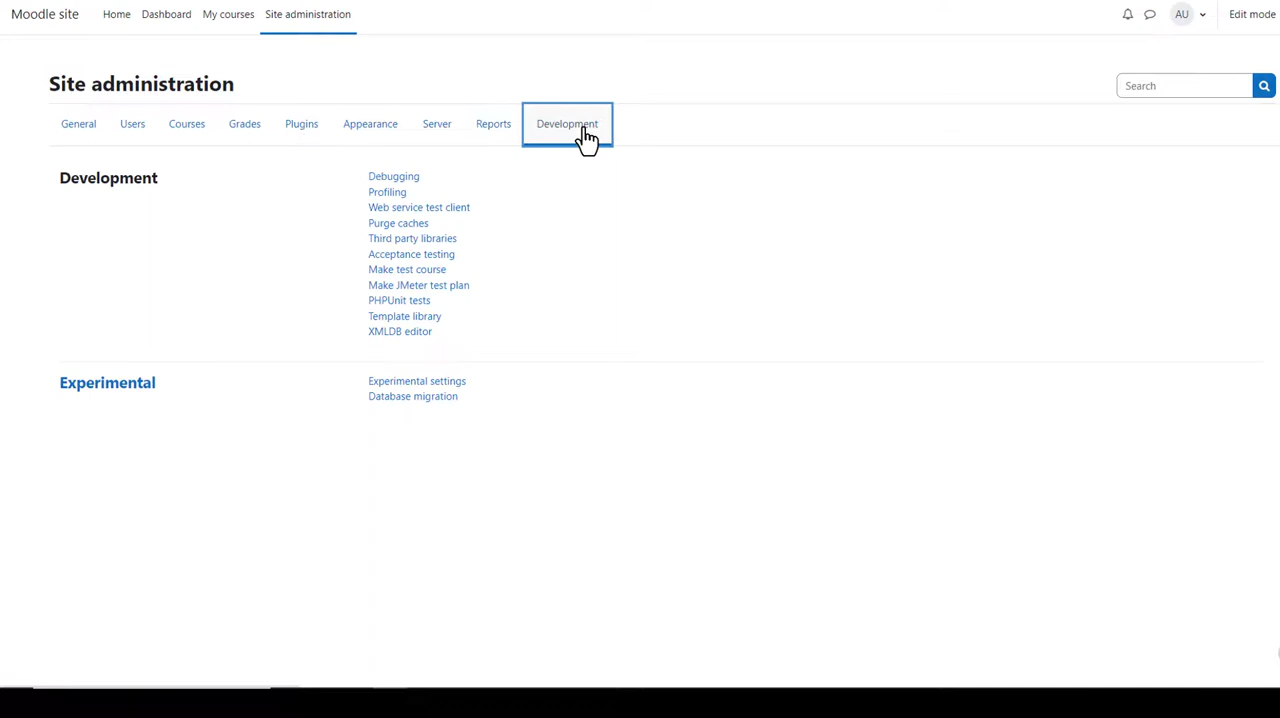 Moodle site Home Dashboard My courses Site administration AU Edit mode
Site administration
Search
General Users Courses Grades Plugins Appearance Server Reports Development
Development
Debugging
Profiling
Web service test client
Purge caches
Third party libraries
Acceptance testing
Make test course
Make JMeter test plan
PHPUnit tests
Template library
XMLDB editor
Experimental
Experimental settings
Database migration